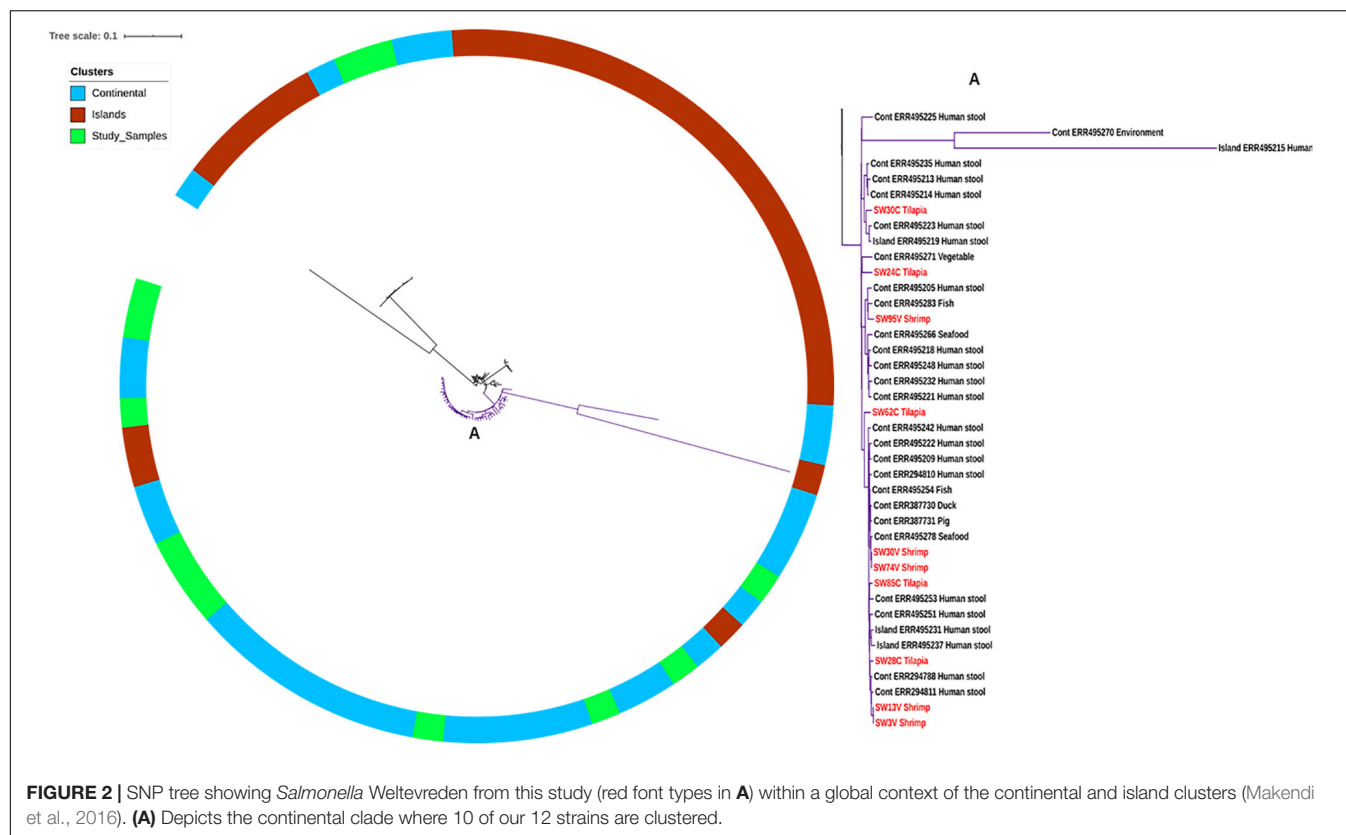 Tree scale: 0.1
Clusters
Continental
Islands
Study_Samples
A
A
Cont ERR495225 Human stool
Cont ERR495270 Environment
Island ERR495215 Human
Cont ERR495235 Human stool
Cont ERR495213 Human stool
Cont ERR495214 Human stool
SW30C Tilapia
Cont ERR495223 Human stool
Island ERR495219 Human stool
Cont ERR495271 Vegetable
SW24C Tilapia
Cont ERR495205 Human stool
Cont ERR495283 Fish
SW95V Shrimp
Cont ERR495266 Seafood
Cont ERR495218 Human stool
Cont ERR495248 Human stool
Cont ERR495232 Human stool
Cont ERR495221 Human stool
SW62C Tilapia
Cont ERR495242 Human stool
Cont ERR495222 Human stool
Cont ERR495209 Human stool
Cont ERR294810 Human stool
Cont ERR495254 Fish
Cont ERR387730 Duck
Cont ERR387731 Pig
Cont ERR495278 Seafood
SW30V Shrimp
SW74V Shrimp
SW85C Tilapia
Cont ERR495253 Human stool
Cont ERR495251 Human stool
Island ERR495231 Human stool
Island ERR495237 Human stool
SW28C Tilapia
Cont ERR294788 Human stool
Cont ERR294811 Human stool
SW13V Shrimp
SW3V Shrimp
FIGURE 2 | SNP tree showing Salmonella Weltevreden from this study (red font types in A) within a global context of the continental and island clusters (Makendi
et al., 2016). (A) Depicts the continental clade where 10 of our 12 strains are clustered.